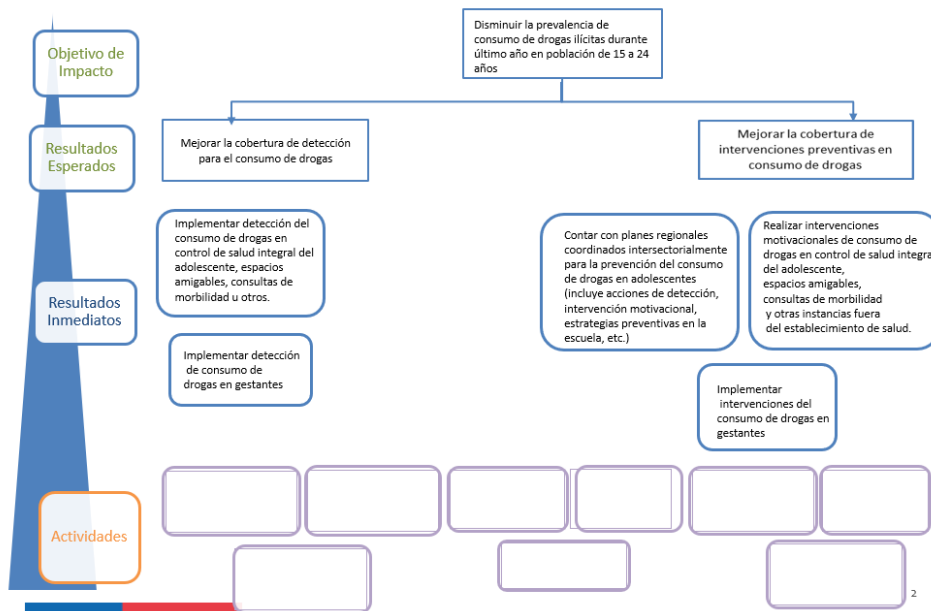 Objetivo de
Impacto
Disminuir la prevalencia de
consumo de drogas ilícitas durante
último año en población de 15 a 24
años
Resultados
Esperados
Mejorar la cobertura de detección
para el consumo de drogas
Mejorar la cobertura de
intervenciones preventivas en
consumo de drogas
Resultados
Inmediatos
Implementar detección del
consumo de drogas en
control de salud integral del
adolescente, espacios
amigables, consultas de
morbilidad u otros.
Implementar detección
de consumo de
drogas en gestantes
Contar con planes regionales
coordinados intersectorialmente
para la prevención del consumo
de drogas en adolescentes
(incluye acciones de detección,
intervención motivacional,
estrategias preventivas en la
escuela, etc.)
Realizar intervenciones
motivacionales de consumo de
drogas en control de salud integra
del adolescente,
espacios amigables,
consultas de morbilidad
y otras instancias fuera
del establecimiento de salud.
Implementar
intervenciones del
consumo de drogas en
gestantes
Actividades
2